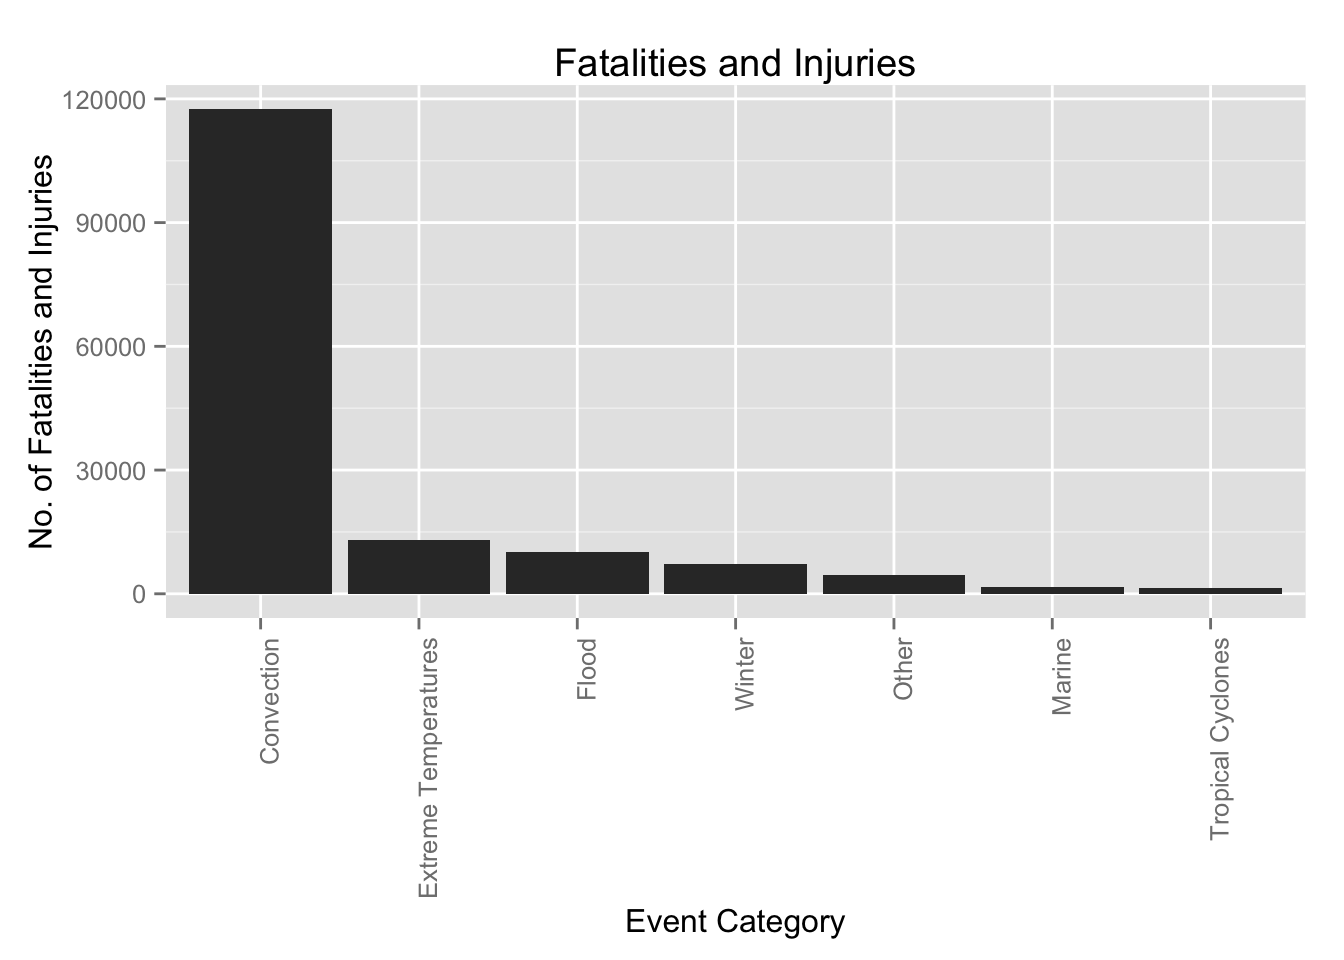 Fatalities and Injuries
No. of Fatalities and Injuries
120000
90000
60000
30000
0
Convection
Extreme Temperatures
Flood
Winter
Other
Marine
Tropical Cyclones
Event Category